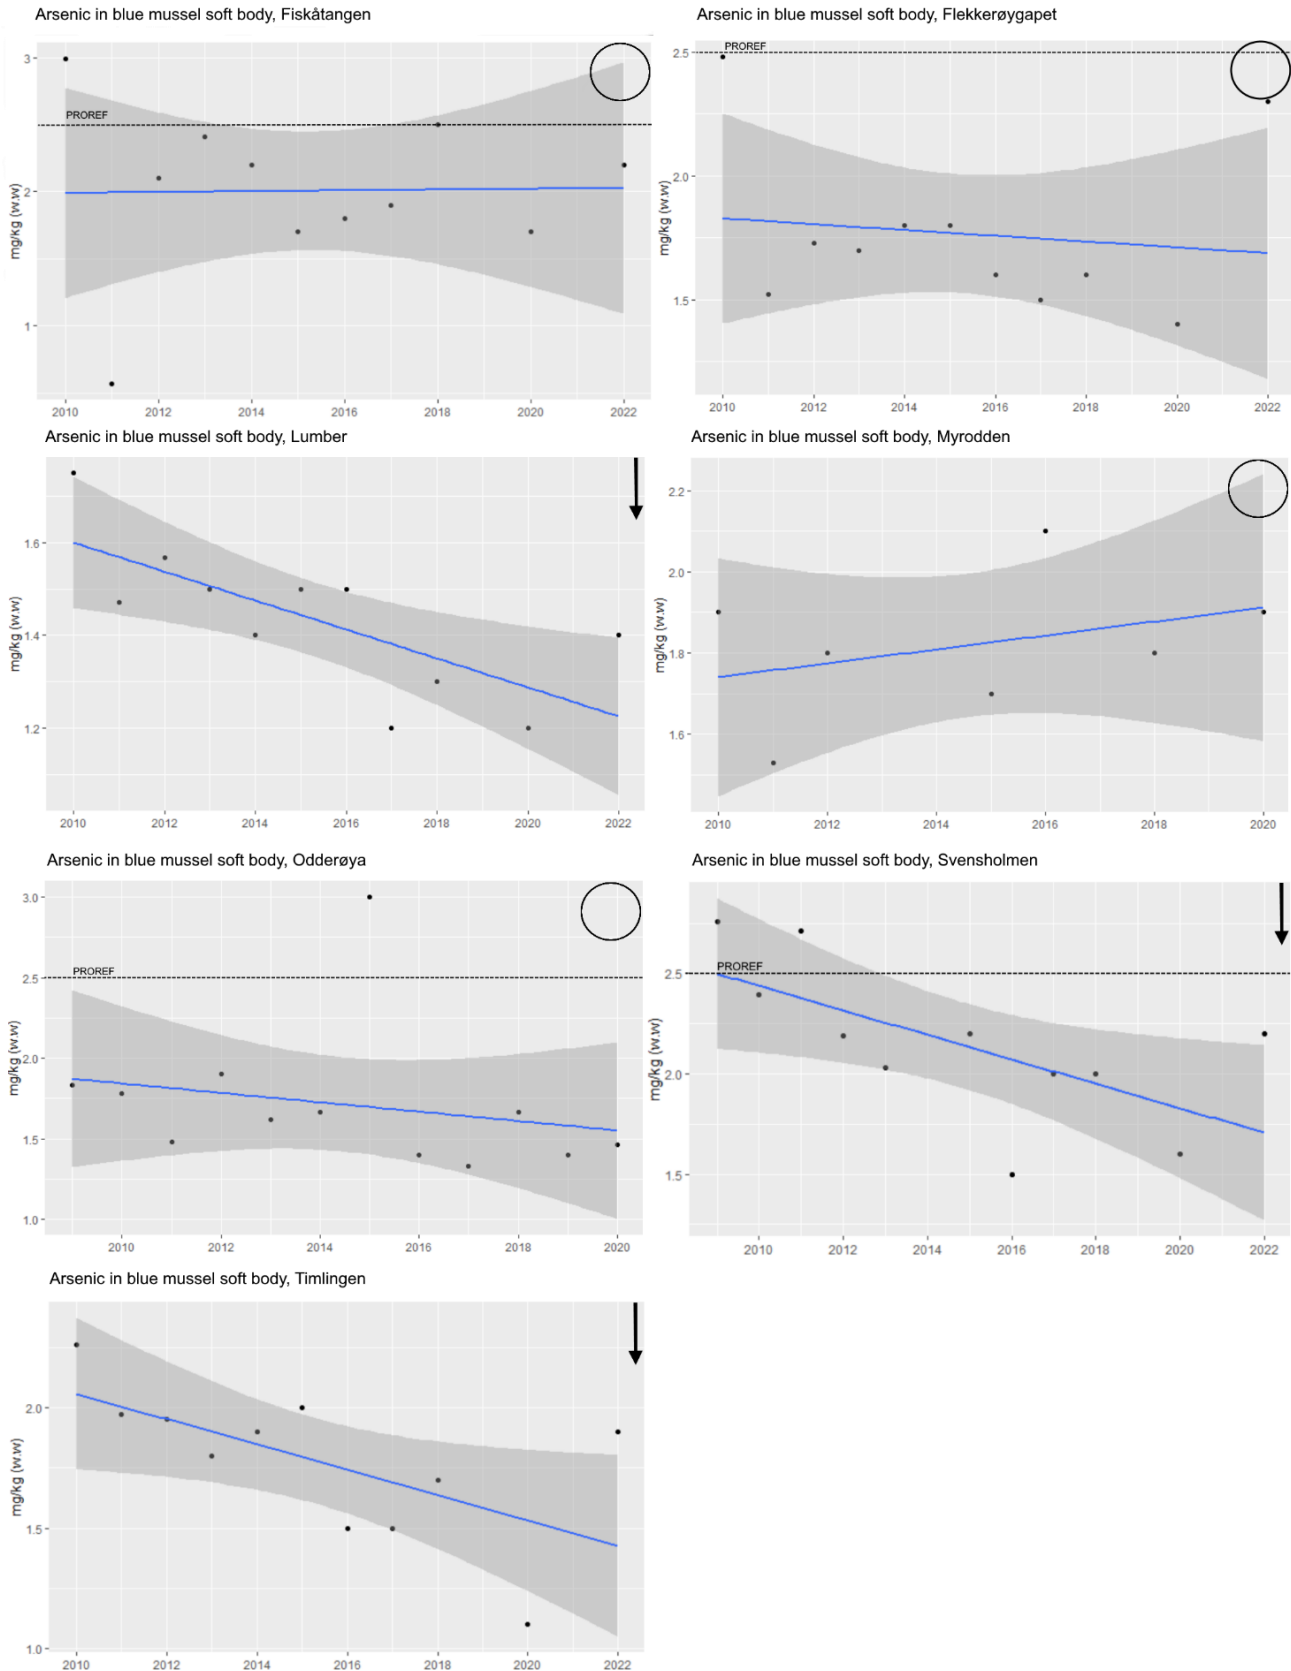 Arsenic in blue mussel soft body, Fiskåtangen
3
PROREF
2
1
mg/kg (w.w)
2010 2012 2014 2016 2018 2020 2022
Arsenic in blue mussel soft body, Flekkerøygapet
2.5
PROREF
2.0
1.5
mg/kg (w.w)
2010 2012 2014 2016 2018 2020 2022
Arsenic in blue mussel soft body, Lumber
1.6
1.4
1.2
mg/kg (w.w)
2010 2012 2014 2016 2018 2020 2022
Arsenic in blue mussel soft body, Myrodden
2.2
2.0
1.8
1.6
mg/kg (w.w)
2010 2012 2014 2016 2018 2020
Arsenic in blue mussel soft body, Odderøya
3.0
PROREF
2.5
2.0
1.5
1.0
mg/kg (w.w)
2010 2012 2014 2016 2018 2020
Arsenic in blue mussel soft body, Svensholmen
PROREF
2.5
2.0
1.5
mg/kg (w.w)
2010 2012 2014 2016 2018 2020 2022
Arsenic in blue mussel soft body, Timlingen
2.0
1.5
1.0
mg/kg (w.w)
2010 2012 2014 2016 2018 2020 2022